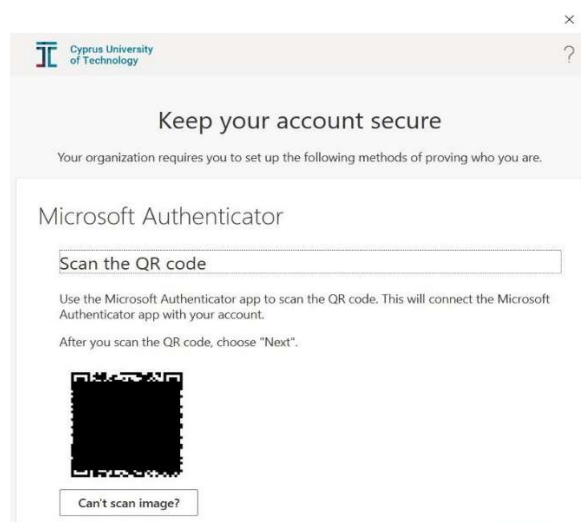 Cyprus University
of Technology
?
Keep your account secure
Your organization requires you to set up the following methods of proving who you are.
Microsoft Authenticator
Scan the QR code
Use the Microsoft Authenticator app to scan the QR code. This will connect the Microsoft
Authenticator app with your account.
After you scan the QR code, choose "Next".
Can't scan image?